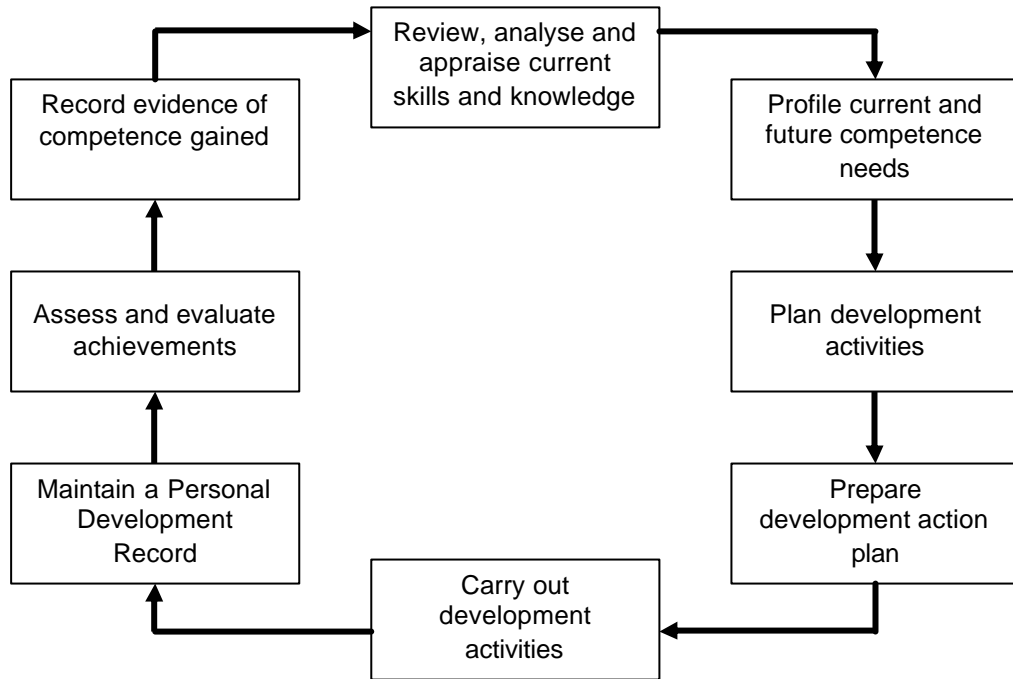 Review, analyse and
appraise current
skills and knowledge
Profile current and
future competence
needs
Plan development
activities
Prepare
development action
plan
Carry out
development
activities
Maintain a Personal
Development
Record
Assess and evaluate
achievements
Record evidence of
competence gained